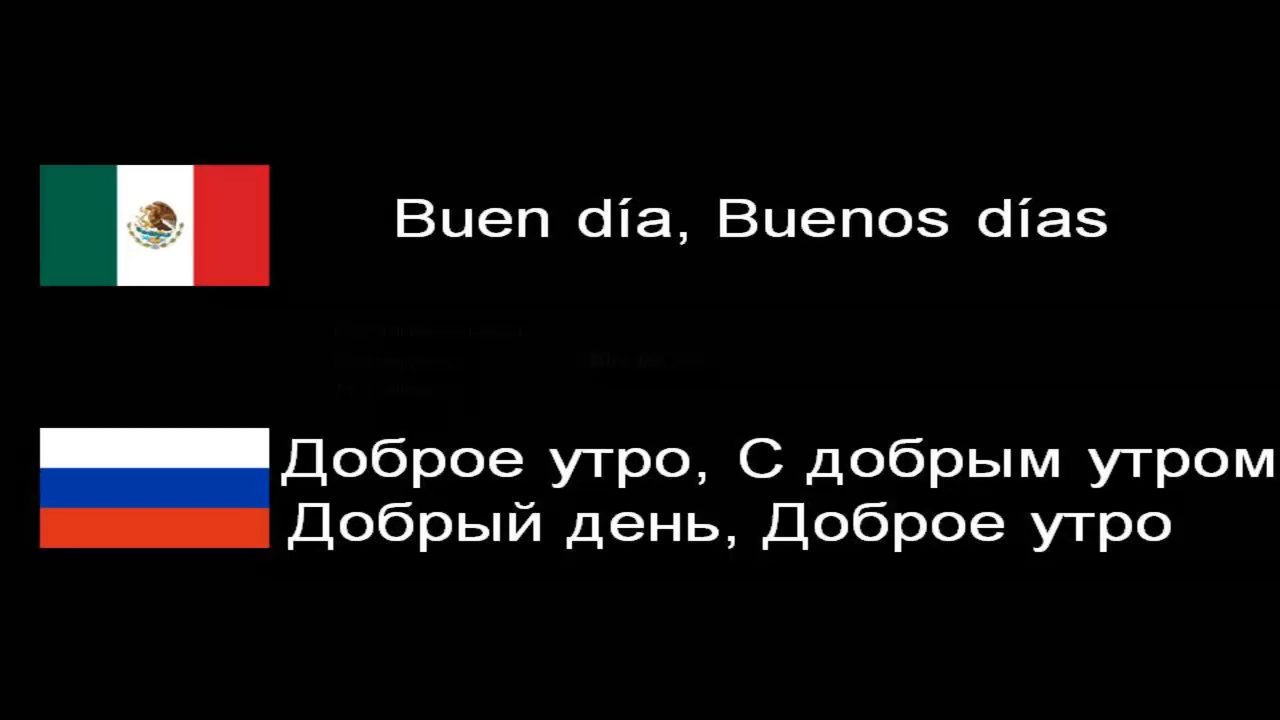 Buen día, Buenos días
Доброе утро, С добрым утром
Добрый день, Доброе утро